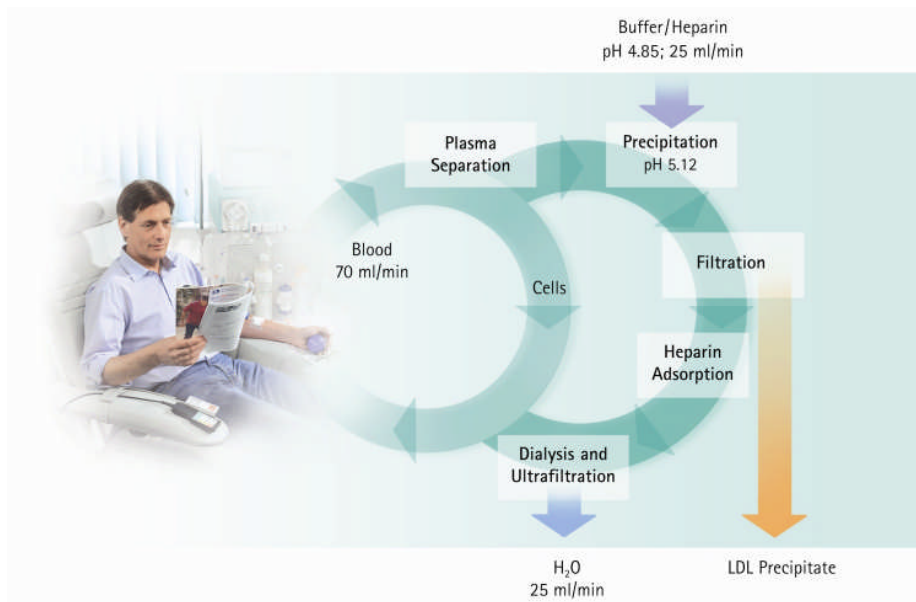 Buffer/Heparin
pH 4.85; 25 ml/min
Plasma
Separation
Precipitation
pH 5.12
Blood
70 ml/min
Filtration
Cells
Heparin
Adsorption
Dialysis and
Ultrafiltration
H₂O
25 ml/min
LDL Precipitate